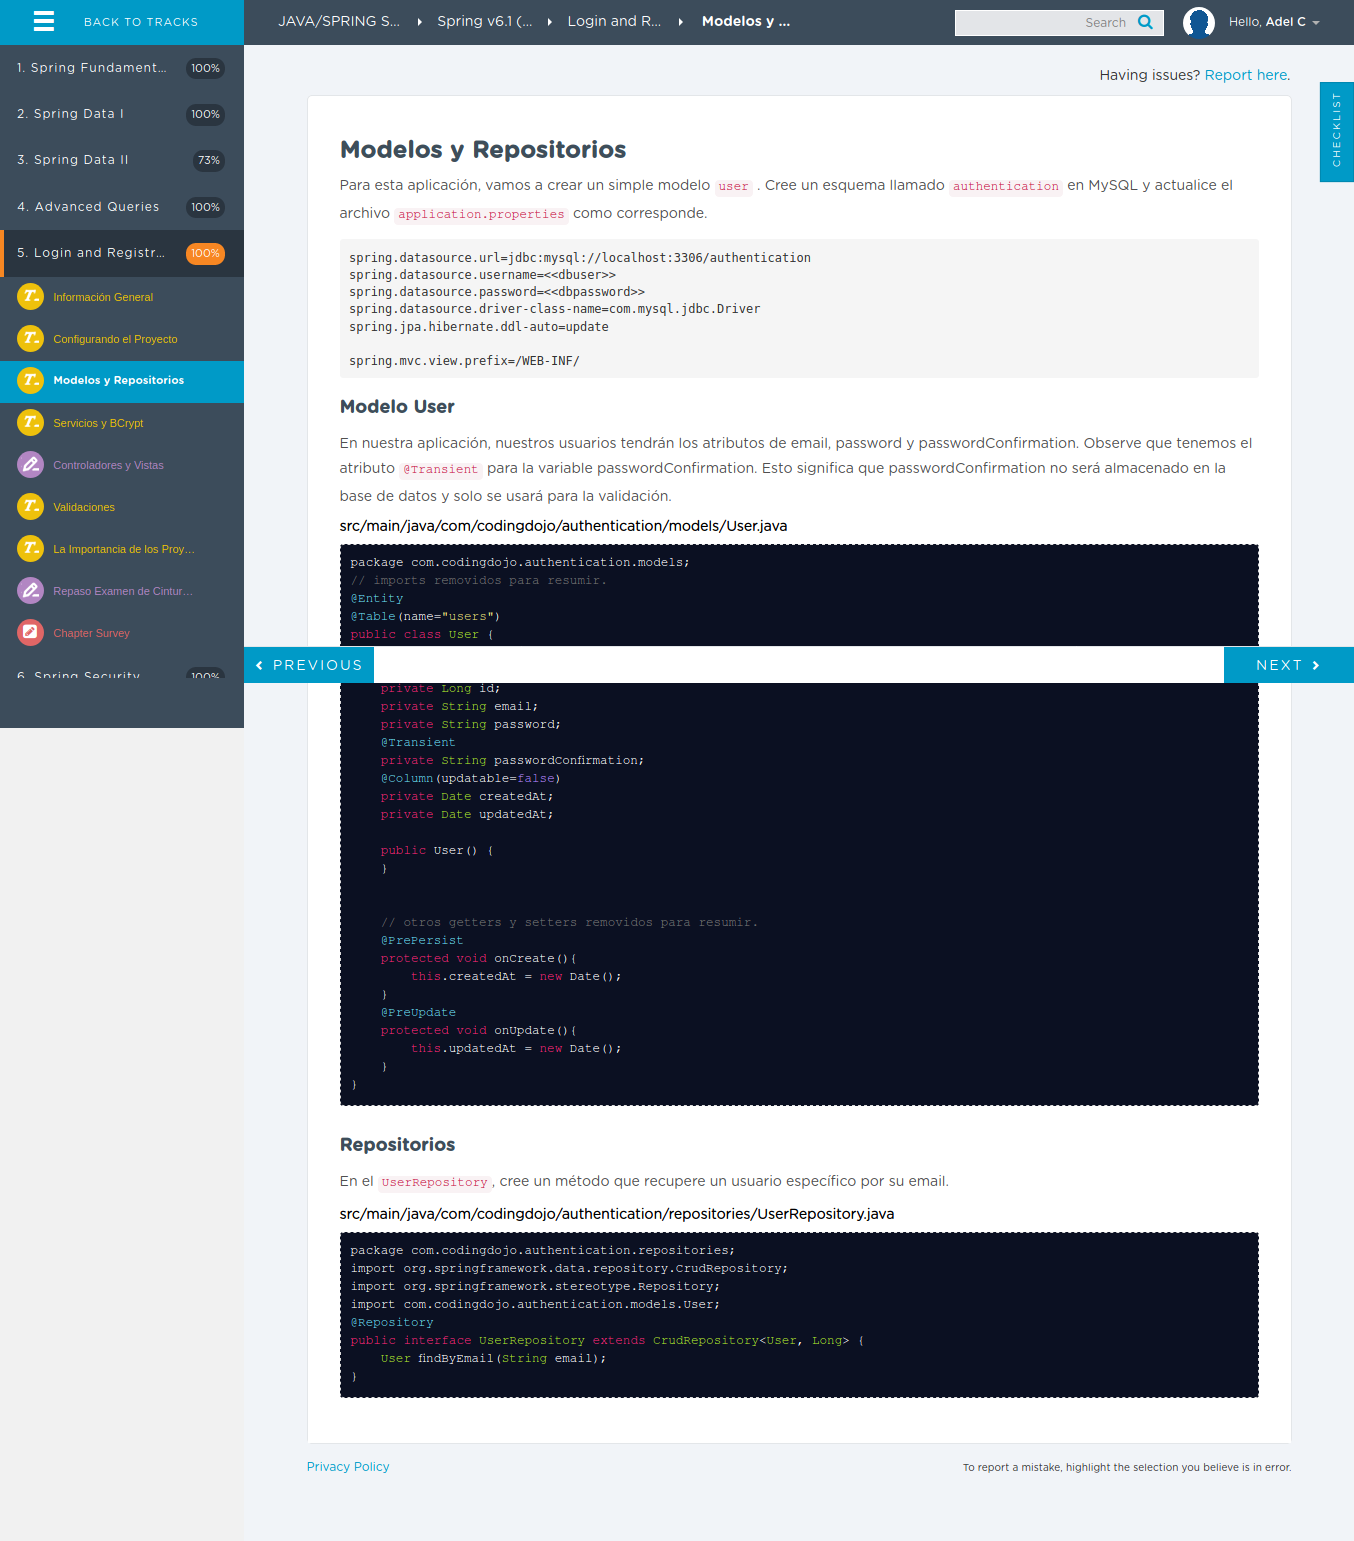 BACK TO TRACKS
JAVA/SPRING S...
Spring v6.1 (...
Login and R...
Modelos y ...
Search
Hello, Adel C
1. Spring Fundament... 100%
2. Spring Data I 100%
3. Spring Data II 73%
4. Advanced Queries 100%
5. Login and Registr... 100%
Información General
Configurando el Proyecto
Modelos y Repositorios
Servicios y BCrypt
Controladores y Vistas
Validaciones
La Importancia de los Proy...
Repaso Examen de Cintur...
Chapter Survey
6. Spring Security 100%
Having issues? Report here.
CHECKLIST
Modelos y Repositorios
Para esta aplicación, vamos a crear un simple modelo user . Cree un esquema llamado authentication en MySQL y actualice el
archivo application.properties como corresponde.
spring.datasource.url=jdbc:mysql://localhost:3306/authentication
spring.datasource.username=<<dbuser>>
spring.datasource.password=<<dbpassword>>
spring.datasource.driver-class-name=com.mysql.jdbc.Driver
spring.jpa.hibernate.ddl-auto=update
spring.mvc.view.prefix=/WEB-INF/
Modelo User
En nuestra aplicación, nuestros usuarios tendrán los atributos de email, password y passwordConfirmation. Observe que tenemos el
atributo @Transient para la variable passwordConfirmation. Esto significa que passwordConfirmation no será almacenado en la
base de datos y solo se usará para la validación.
src/main/java/com/codingdojo/authentication/models/User.java
package com.codingdojo.authentication.models;
// imports removidos para resumir.
@Entity
@Table(name="users")
public class User {
PREVIOUS
NEXT
private Long id;
private String email;
private String password;
@Transient
private String passwordConfirmation;
@Column(updatable=false)
private Date createdAt;
private Date updatedAt;
public User() {
}
// otros getters y setters removidos para resumir.
@PrePersist
protected void onCreate(){
this.createdAt = new Date();
}
@PreUpdate
protected void onUpdate(){
this.updatedAt = new Date();
}
}
Repositorios
En el UserRepository , cree un método que recupere un usuario específico por su email.
src/main/java/com/codingdojo/authentication/repositories/UserRepository.java
package com.codingdojo.authentication.repositories;
import org.springframework.data.repository.CrudRepository;
import org.springframework.stereotype.Repository;
import com.codingdojo.authentication.models.User;
@Repository
public interface UserRepository extends CrudRepository<User, Long> {
User findByEmail(String email);
}
Privacy Policy
To report a mistake, highlight the selection you believe is in error.